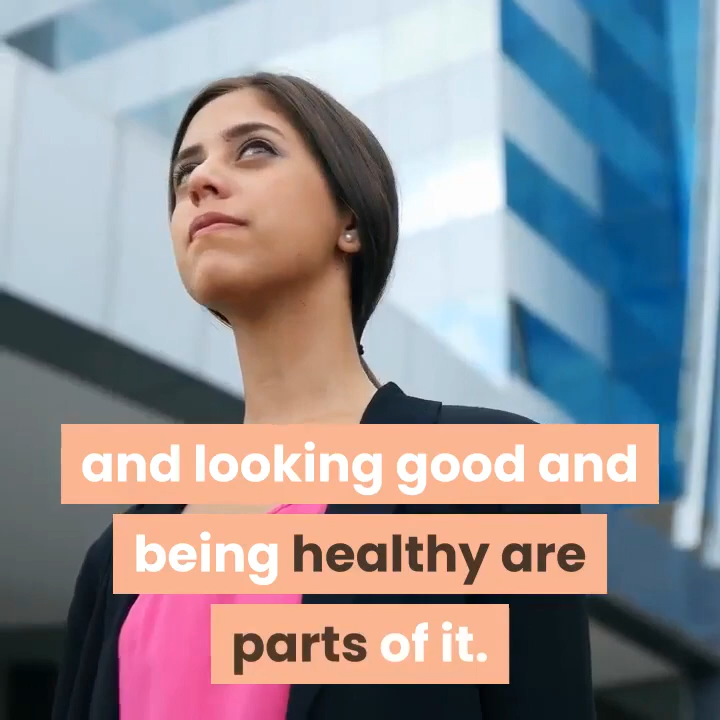 and looking good and
being healthy are
parts of it.